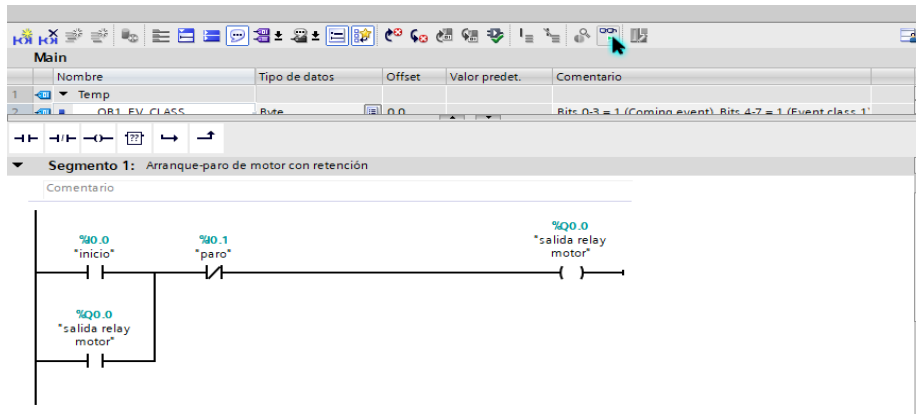 Main
Nombre Tipo de datos Offset Valor predet. Comentario
1 Temp
2 OB1_EV_CLASS Byte 0.0 Bits 0-3 = 1 (Coming event), Bits 4-7 = 1 (Event class 1)
??
Segmento 1: Arranque-paro de motor con retención
Comentario
%I0.0 %I0.1 %Q0.0
"inicio" "paro" "salida relay
motor"
%Q0.0
"salida relay
motor"